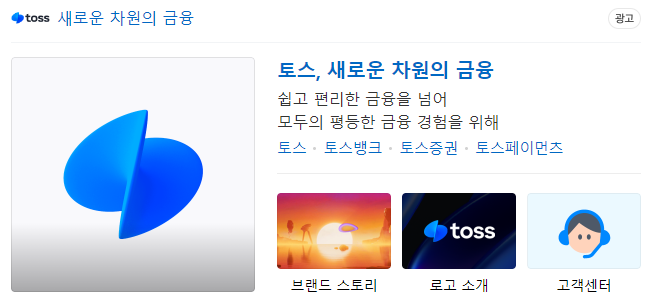 toss 새로운 차원의 금융
광고
토스, 새로운 차원의 금융
쉽고 편리한 금융을 넘어
모두의 평등한 금융 경험을 위해
토스 • 토스뱅크 • 토스증권 • 토스페이먼츠
toss
브랜드 스토리 로고 소개 고객센터